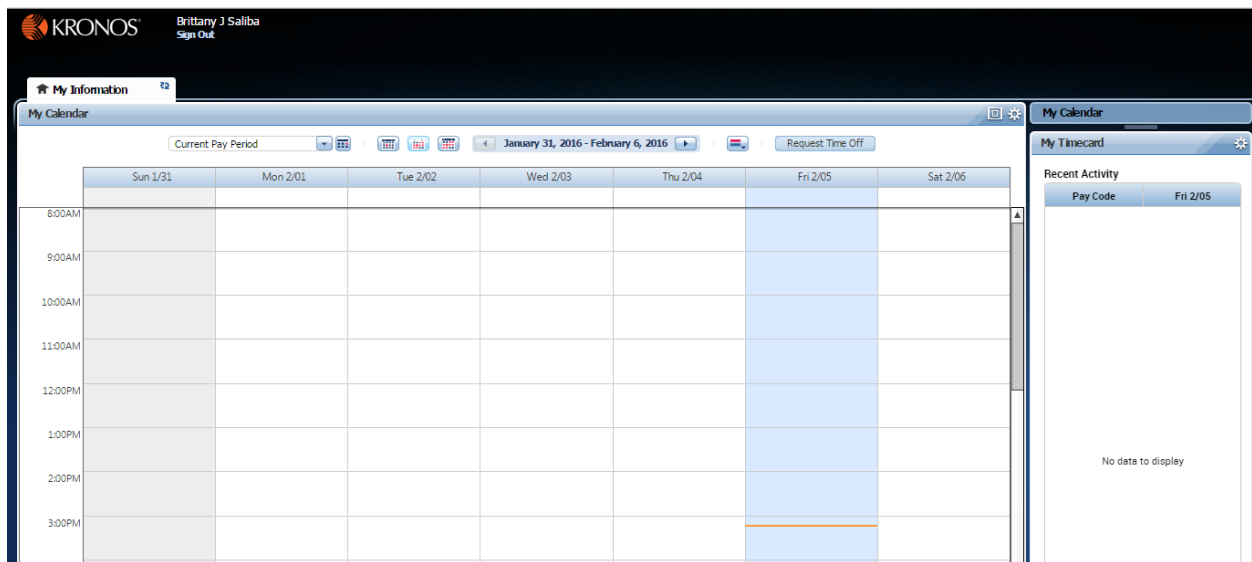 KRONOS
Brittany J Saliba
Sign Out
My Information
My Calendar
Current Pay Period
January 31, 2016 - February 6, 2016
Request Time Off
Sun 1/31 Mon 2/01 Tue 2/02 Wed 2/03 Thu 2/04 Fri 2/05 Sat 2/06
8:00AM
9:00AM
10:00AM
11:00AM
12:00PM
1:00PM
2:00PM
3:00PM
My Calendar
My Timecard
Recent Activity
Pay Code Fri 2/05
No data to display